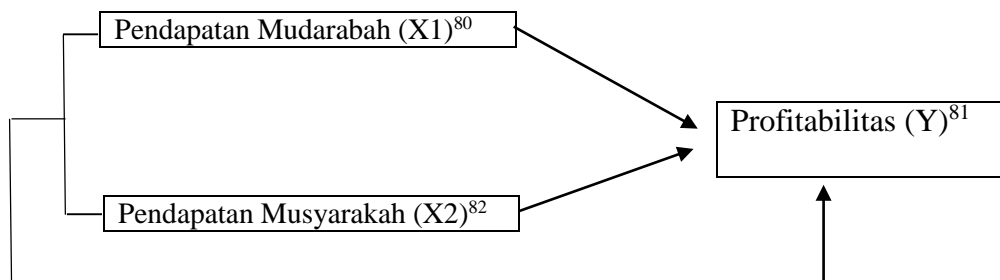 Pendapatan Mudarabah (X1)80
Profitabilitas (Y)81
Pendapatan Musyarakah (X2)82